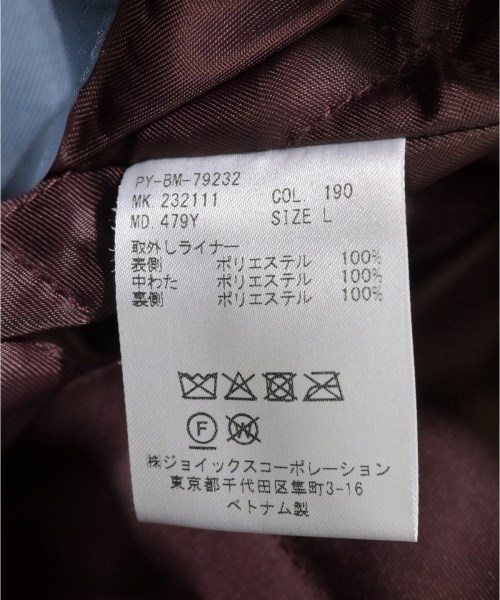 PY-BM-79232
MK. 232111 COL. 190
MD. 479Y SIZE L
取外しライナー
表側 ポリエステル 100%
中わた ポリエステル 100%
裏側 ポリエステル 100%
F W
㈱ジョイックスコーポレーション
東京都千代田区隼町3-16
ベトナム製